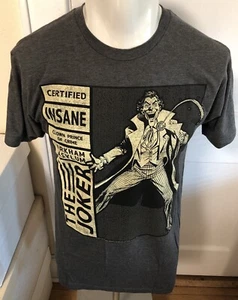 CERTIFIED
INSANE
CLOWN PRINCE
OF CRIME
ARKHAM
ASYLUM
THE
JOKER